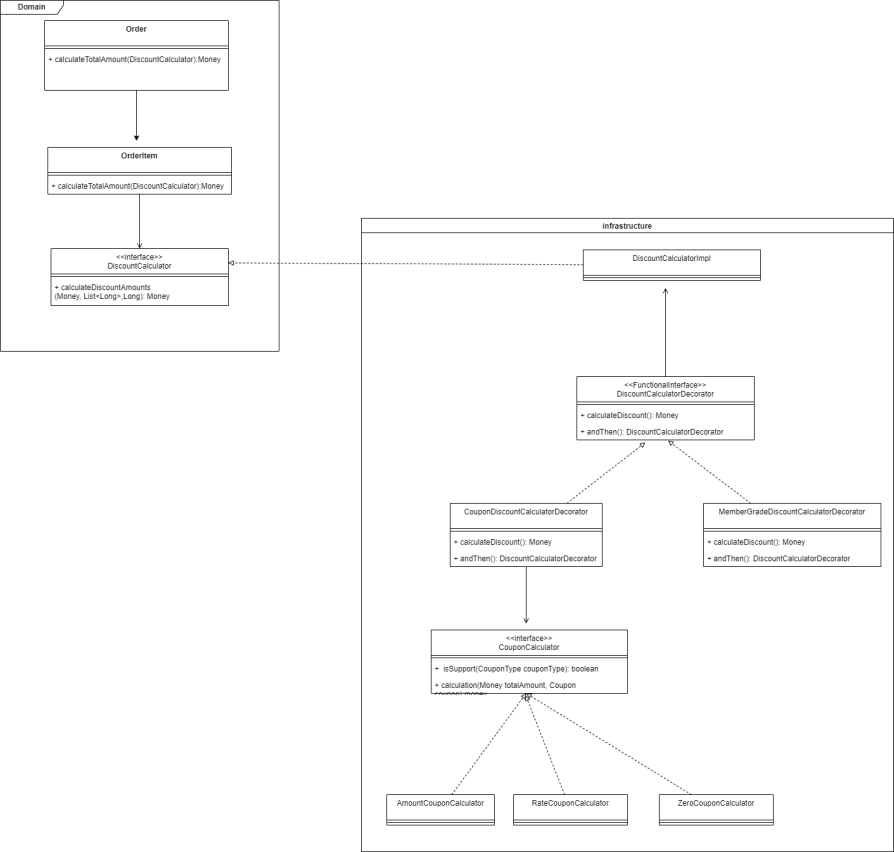 Domain
Order
+ calculateTotalAmount(DiscountCalculator):Money
OrderItem
+ calculateTotalAmount(DiscountCalculator):Money
<<interface>>
DiscountCalculator
+ calculateDiscountAmounts
(Money, List<Long>,Long): Money
infrastructure
DiscountCalculatorImpl
<<FunctionalInterface>>
DiscountCalculatorDecorator
+ calculateDiscount(): Money
+ andThen(): DiscountCalculatorDecorator
CouponDiscountCalculatorDecorator
+ calculateDiscount(): Money
+ andThen(): DiscountCalculatorDecorator
MemberGradeDiscountCalculatorDecorator
+ calculateDiscount(): Money
+ andThen(): DiscountCalculatorDecorator
<<interface>>
CouponCalculator
+ isSupport(CouponType couponType): boolean
+ calculation(Money totalAmount, Coupon
coupon):money
AmountCouponCalculator
RateCouponCalculator
ZeroCouponCalculator